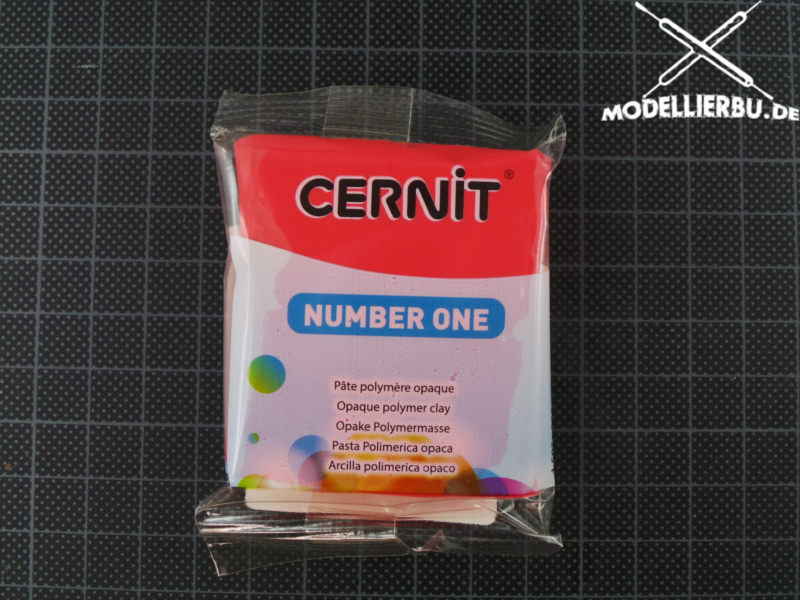 MODELLIERBU.DE
CERNIT®
NUMBER ONE
Pâte polymère opaque
Opaque polymer clay
Opake Polymermasse
Pasta Polimerica opaca
Arcilla polimerica opaco